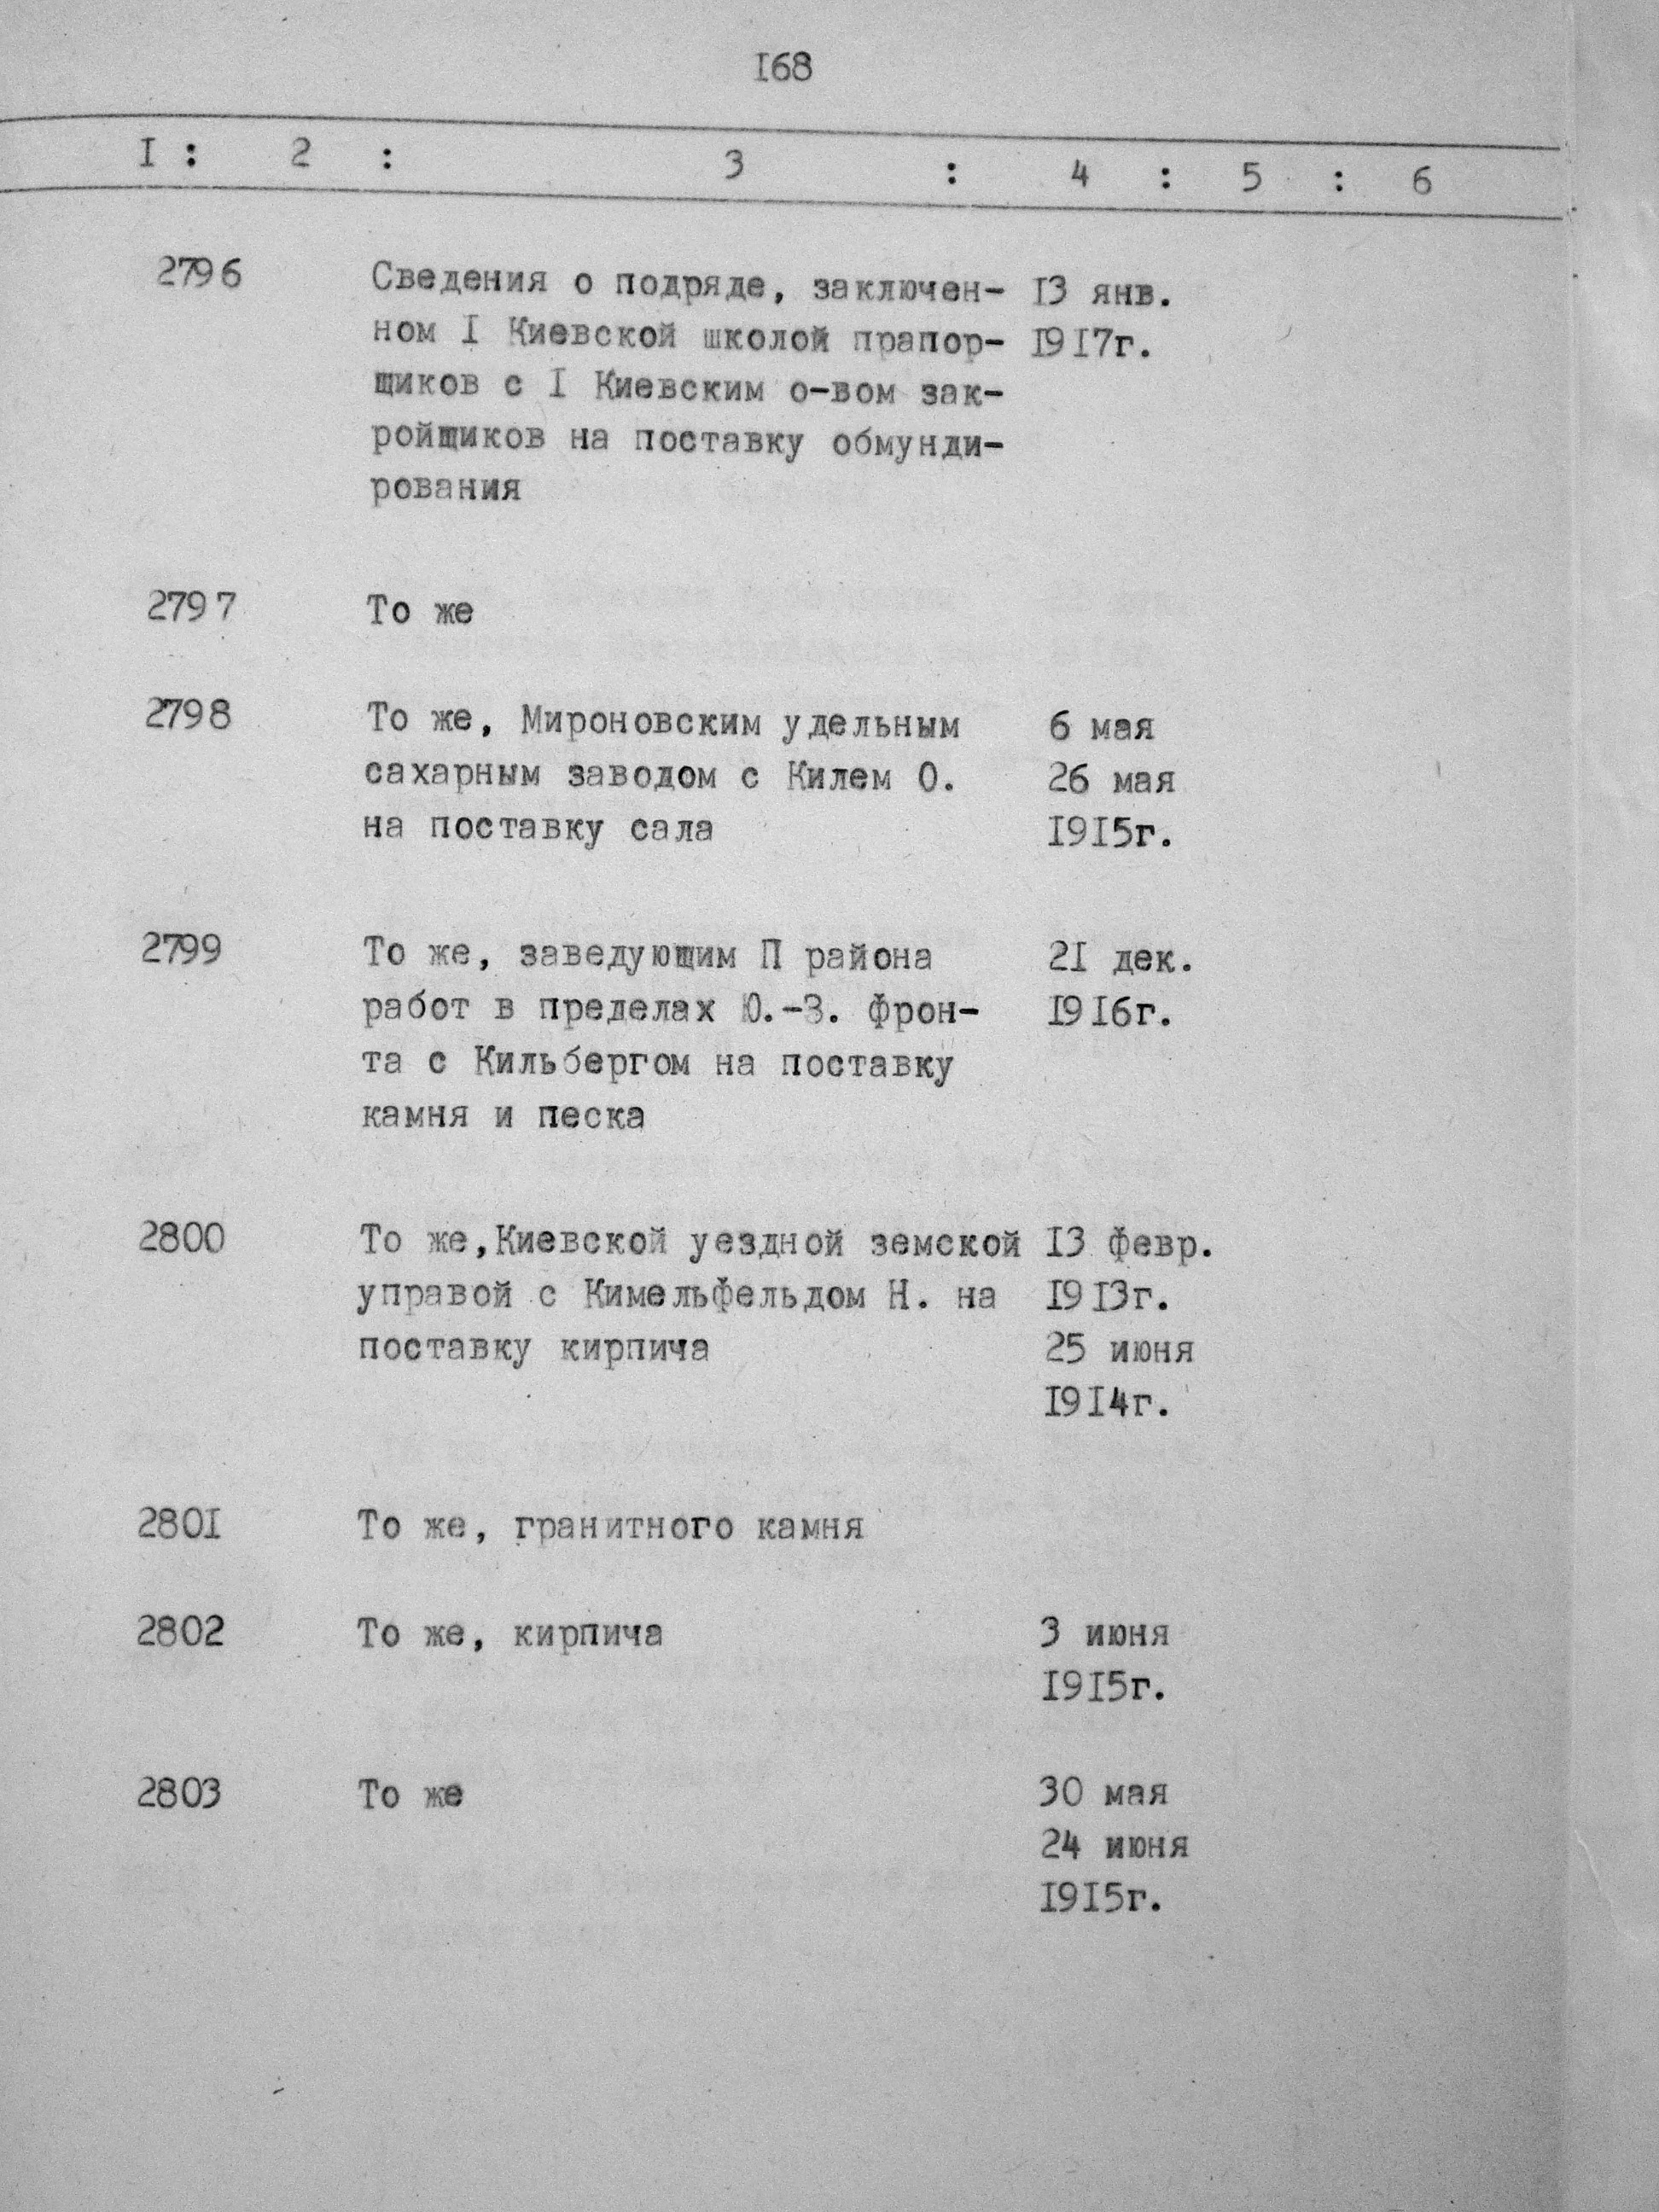 168
I : 2 : 3 : 4 : 5 : 6
2796 Сведения о подряде, заключен- 13 янв.
ном I Киевской школой прапор- 1917г.
щиков с I Киевским о-вом зак-
ройщиков на поставку обмунди-
рования
2797 То же
2798 То же, Мироновским удельным 6 мая
сахарным заводом с Килем О. 26 мая
на поставку сала 1915г.
2799 То же, заведующим П района 21 дек.
работ в пределах Ю.-З. фрон- 1916г.
та с Кильбергом на поставку
камня и песка
2800 То же,Киевской уездной земской 13 февр.
управой с Кимельфельдом Н. на 1913г.
поставку кирпича 25 июня
1914г.
2801 То же, гранитного камня
2802 То же, кирпича 3 июня
1915г.
2803 То же 30 мая
24 июня
1915г.